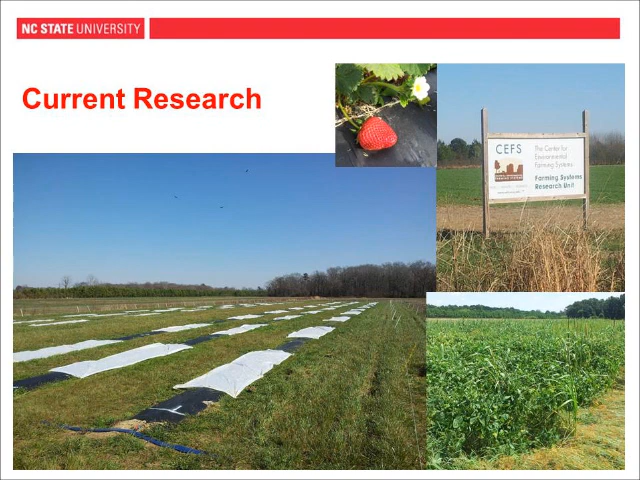 NC STATE UNIVERSITY
Current Research
CEFS
The Center for
Environmental
Farming Systems
Farming Systems
Research Unit